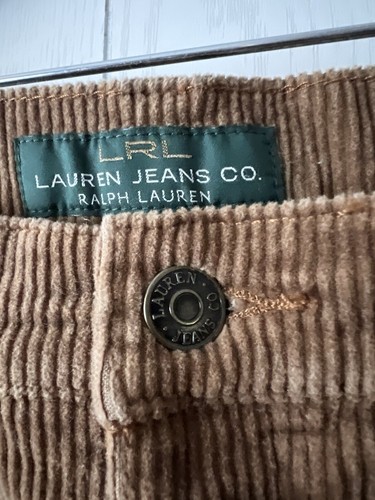 LRL
LAUREN JEANS CO.
RALPH LAUREN
LAUREN · CO
· JEANS